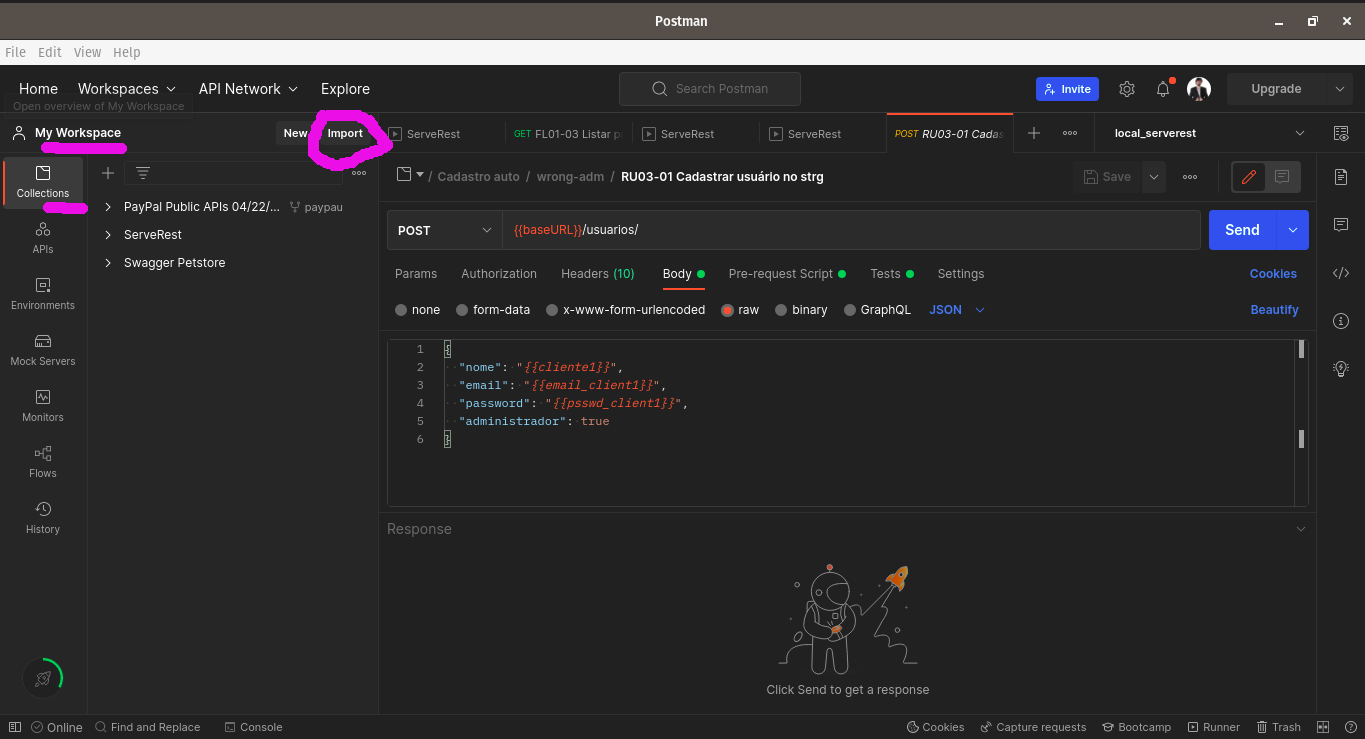 Postman
File Edit View Help
Home Workspaces API Network Explore Search Postman Invite Upgrade
Open overview of My Workspace
My Workspace New Import ServeRest GET FL01-03 Listar p ServeRest ServeRest POST RU03-01 Cadas local_serverest
Collections
APIs
Environments
Mock Servers
Monitors
Flows
History
PayPal Public APIs 04/22/... paypau
ServeRest
Swagger Petstore
/ Cadastro auto / wrong-adm / RU03-01 Cadastrar usuário no strg Save
POST {{baseURL}}/usuarios/ Send
Params Authorization Headers (10) Body Pre-request Script Tests Settings Cookies
none form-data x-www-form-urlencoded raw binary GraphQL JSON Beautify
1 {
2 "nome": "{{cliente1}}",
3 "email": "{{email_client1}}",
4 "password": "{{psswd_client1}}",
5 "administrador": true
6 }
Response
Click Send to get a response
Online Find and Replace Console Cookies Capture requests Bootcamp Runner Trash